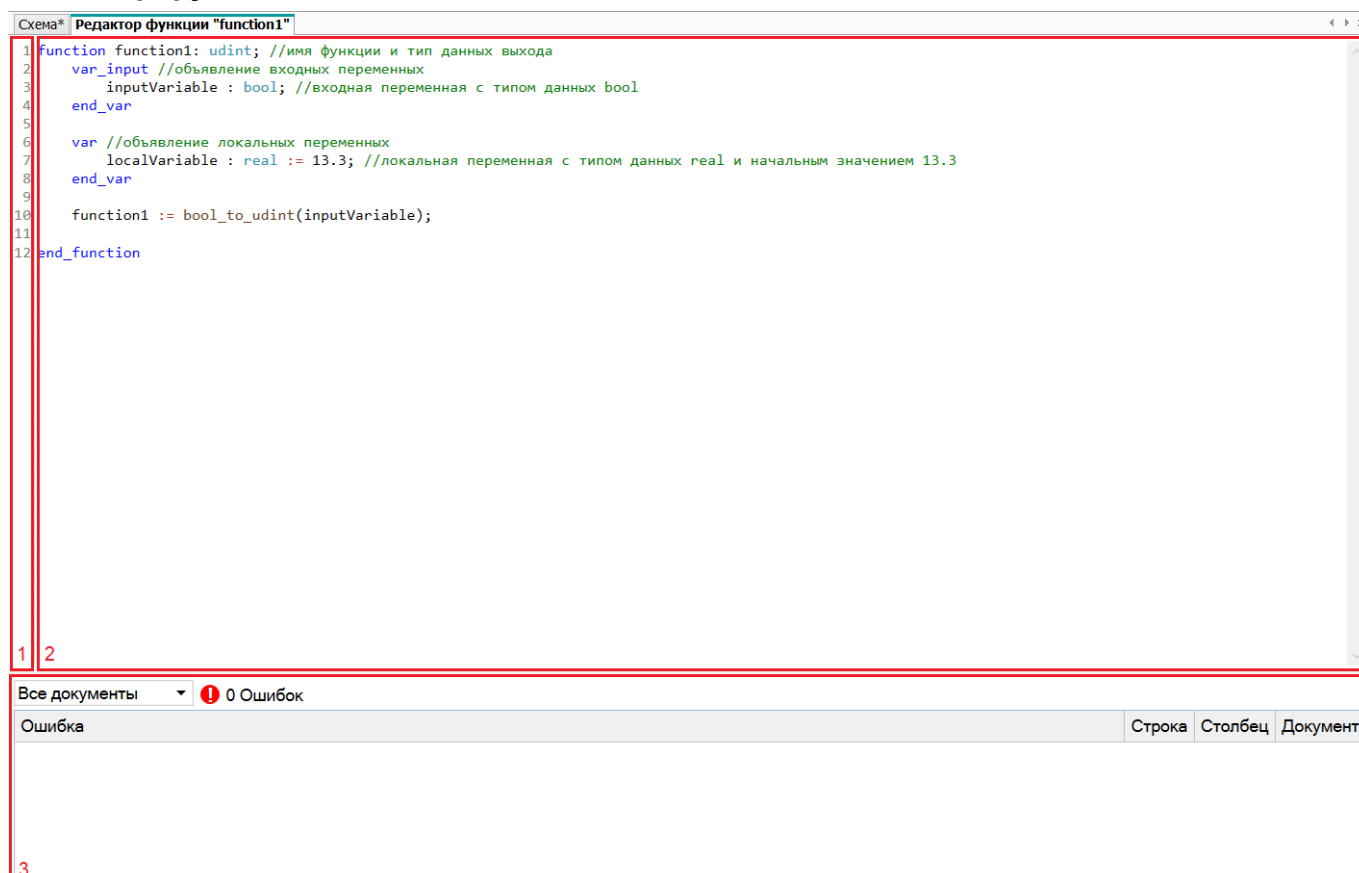 Схема* Редактор функции "function1"
1 function function1: udint; //имя функции и тип данных выхода
2 var_input //объявление входных переменных
3 inputVariable : bool; //входная переменная с типом данных bool
4 end_var
5
6 var //объявление локальных переменных
7 localVariable : real := 13.3; //локальная переменная с типом данных real и начальным значением 13.3
8 end_var
9
10 function1 := bool_to_udint(inputVariable);
11
12 end_function
1 2
Все документы 0 Ошибок
Ошибка Строка Столбец Документ
3